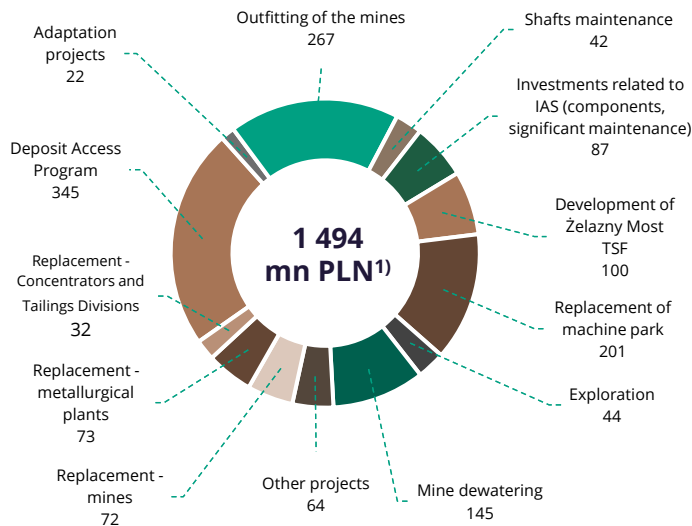 Outfitting of the mines
267
Shafts maintenance
42
Investments related to
IAS (components,
significant maintenance)
87
Development of
Żelazny Most
TSF
100
Replacement of
machine park
201
Exploration
44
Mine dewatering
145
Other projects
64
Replacement -
mines
72
Replacement -
metallurgical
plants
73
Replacement -
Concentrators and
Tailings Divisions
32
Deposit Access
Program
345
Adaptation
projects
22
1 494
mn PLN¹⁾